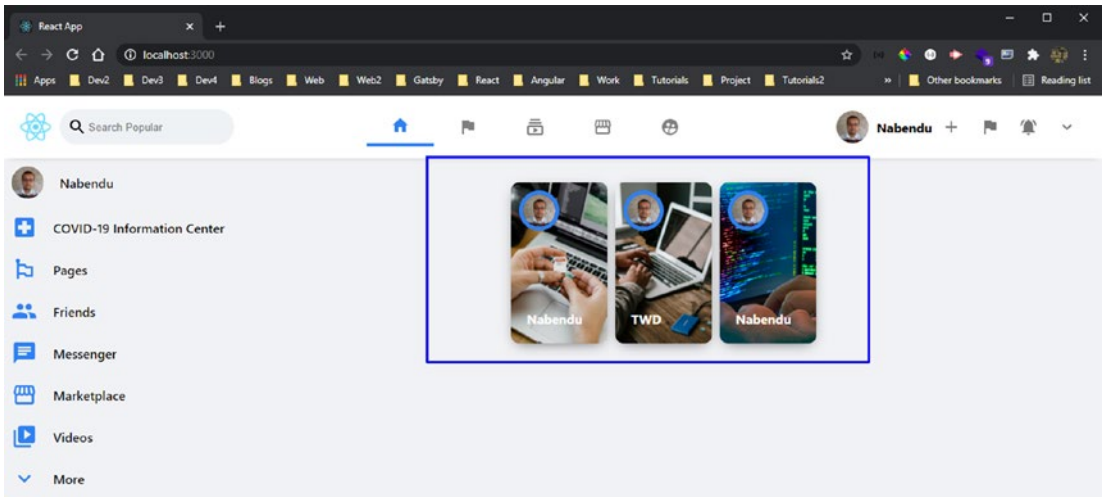 React App
localhost:3000
Apps Dev2 Dev3 Dev4 Blogs Web Web2 Gatsby React Angular Work Tutorials Project Tutorials2 » Other bookmarks Reading list
Search Popular Nabendu
Nabendu
COVID-19 Information Center
Pages
Friends
Messenger
Marketplace
Videos
More
Nabendu TWD Nabendu